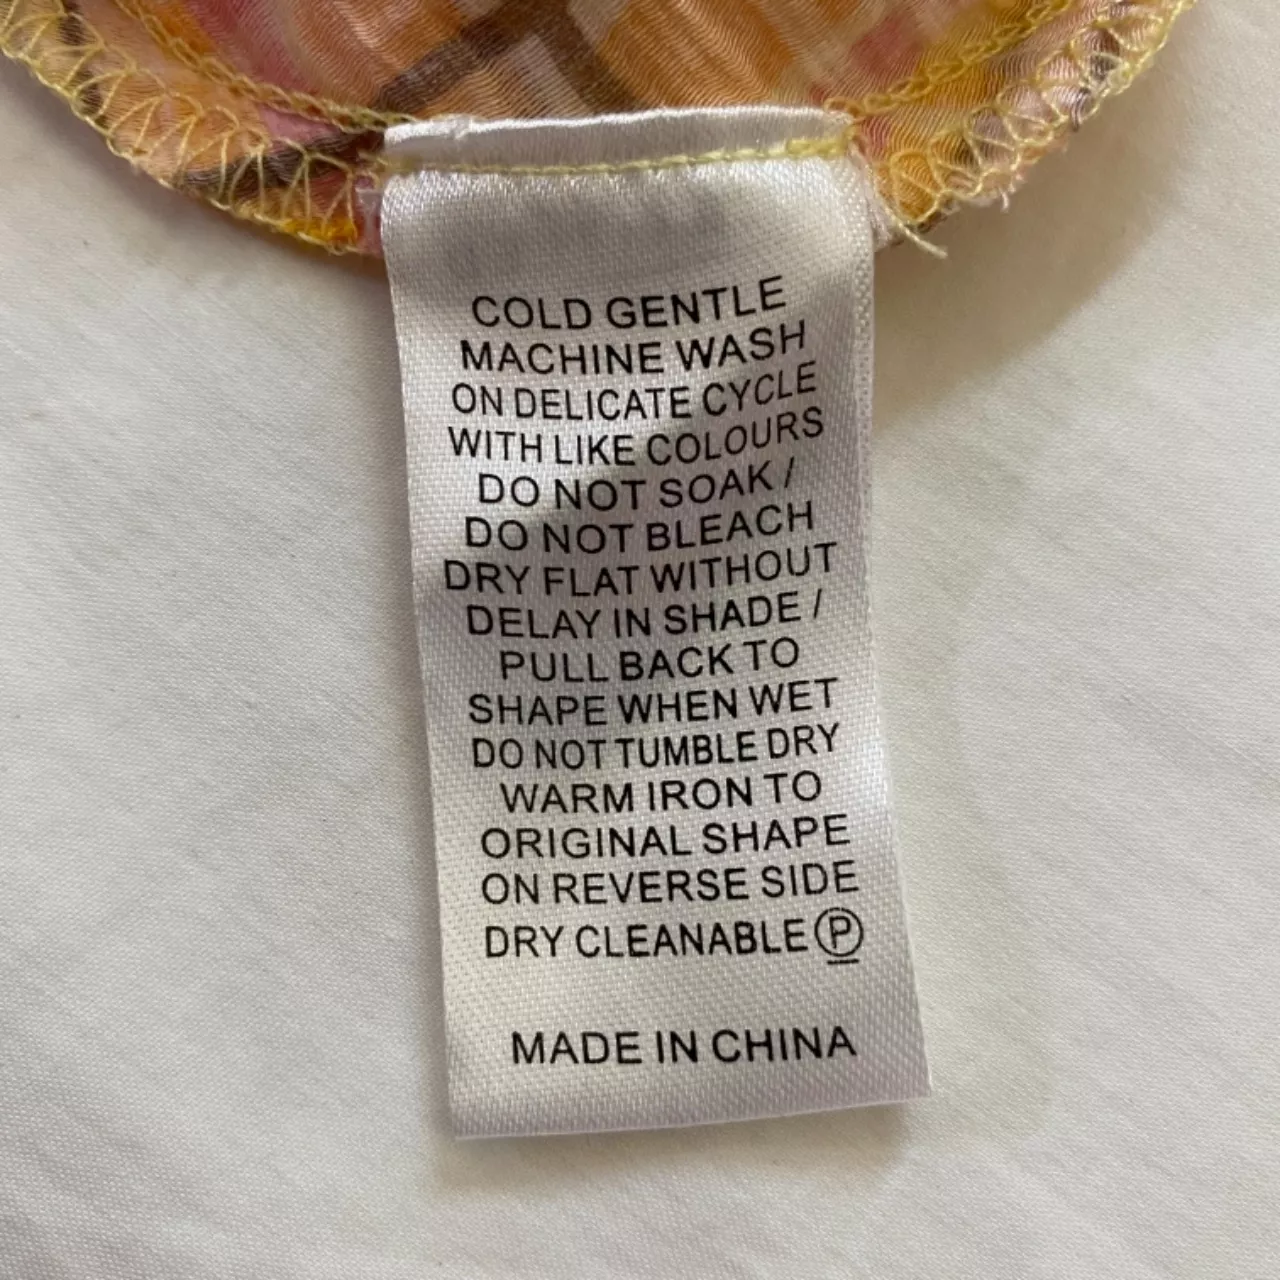 COLD GENTLE
MACHINE WASH
ON DELICATE CYCLE
WITH LIKE COLOURS
DO NOT SOAK /
DO NOT BLEACH
DRY FLAT WITHOUT
DELAY IN SHADE /
PULL BACK TO
SHAPE WHEN WET
DO NOT TUMBLE DRY
WARM IRON TO
ORIGINAL SHAPE
ON REVERSE SIDE
DRY CLEANABLE Ⓟ
MADE IN CHINA